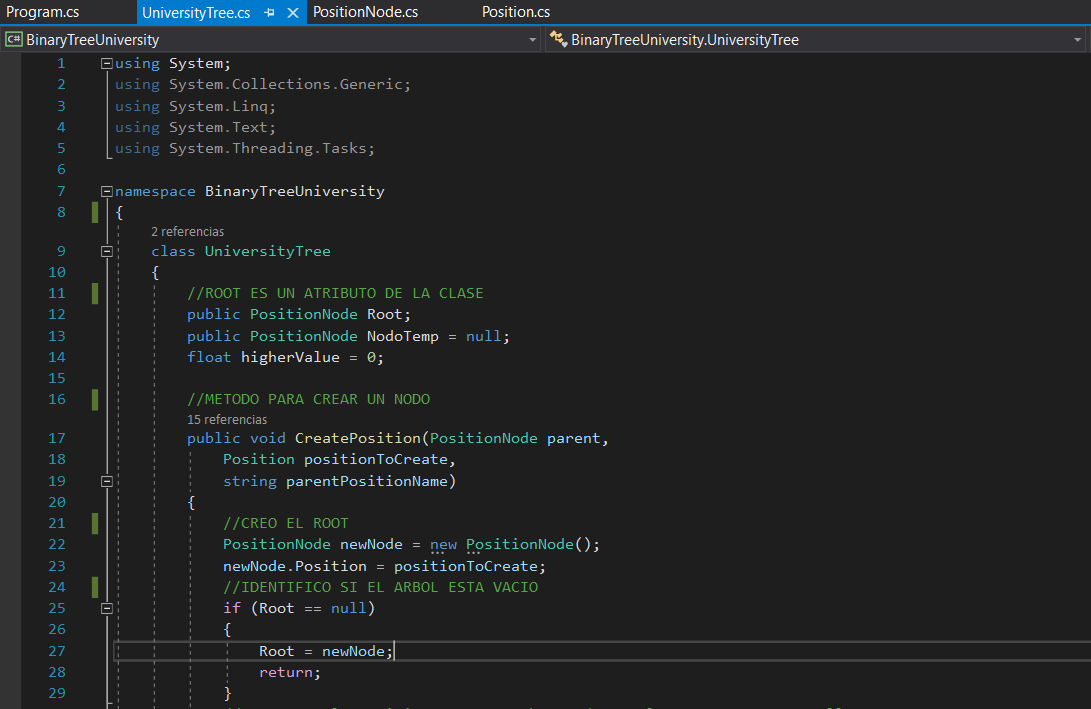 Program.cs UniversityTree.cs PositionNode.cs Position.cs
C# BinaryTreeUniversity BinaryTreeUniversity.UniversityTree
1 using System;
2 using System.Collections.Generic;
3 using System.Linq;
4 using System.Text;
5 using System.Threading.Tasks;
6
7 namespace BinaryTreeUniversity
8 {
2 referencias
9 class UniversityTree
10 {
11 //ROOT ES UN ATRIBUTO DE LA CLASE
12 public PositionNode Root;
13 public PositionNode NodoTemp = null;
14 float higherValue = 0;
15
16 //METODO PARA CREAR UN NODO
15 referencias
17 public void CreatePosition(PositionNode parent,
18 Position positionToCreate,
19 string parentPositionName)
20 {
21 //CREO EL ROOT
22 PositionNode newNode = new PositionNode();
23 newNode.Position = positionToCreate;
24 //IDENTIFICO SI EL ARBOL ESTA VACIO
25 if (Root == null)
26 {
27 Root = newNode;
28 return;
29 }